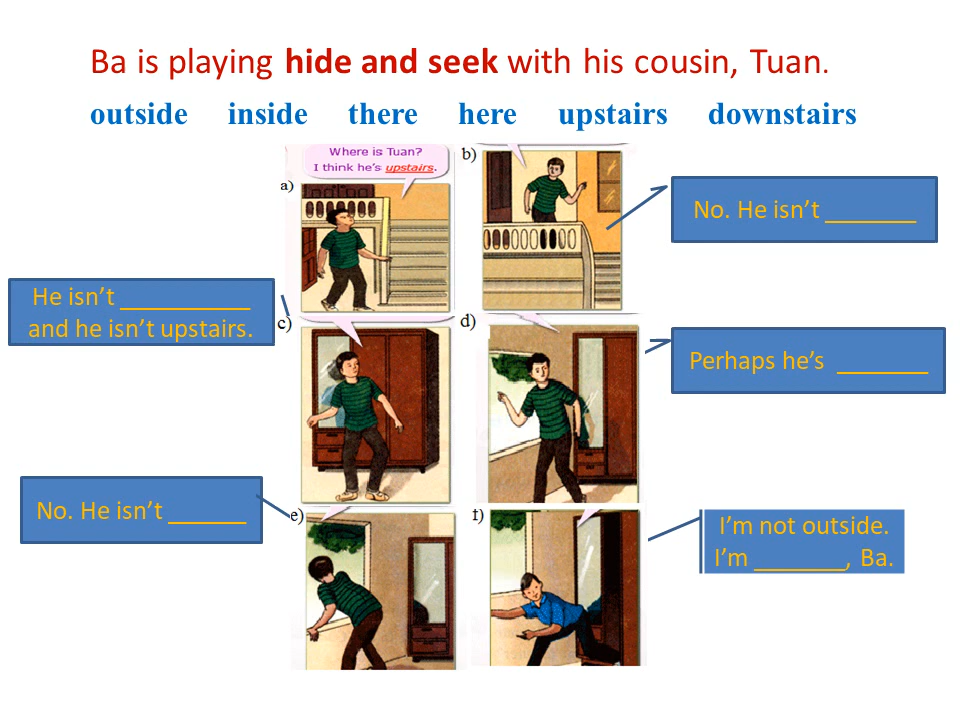 Ba is playing hide and seek with his cousin, Tuan.
outside inside there here upstairs downstairs
Where is Tuan?
I think he's upstairs.
a)
b)
No. He isn’t _______
He isn’t __________
and he isn’t upstairs.
c)
d)
Perhaps he’s _______
No. He isn’t ______
e)
f)
I’m not outside.
I’m _______, Ba.